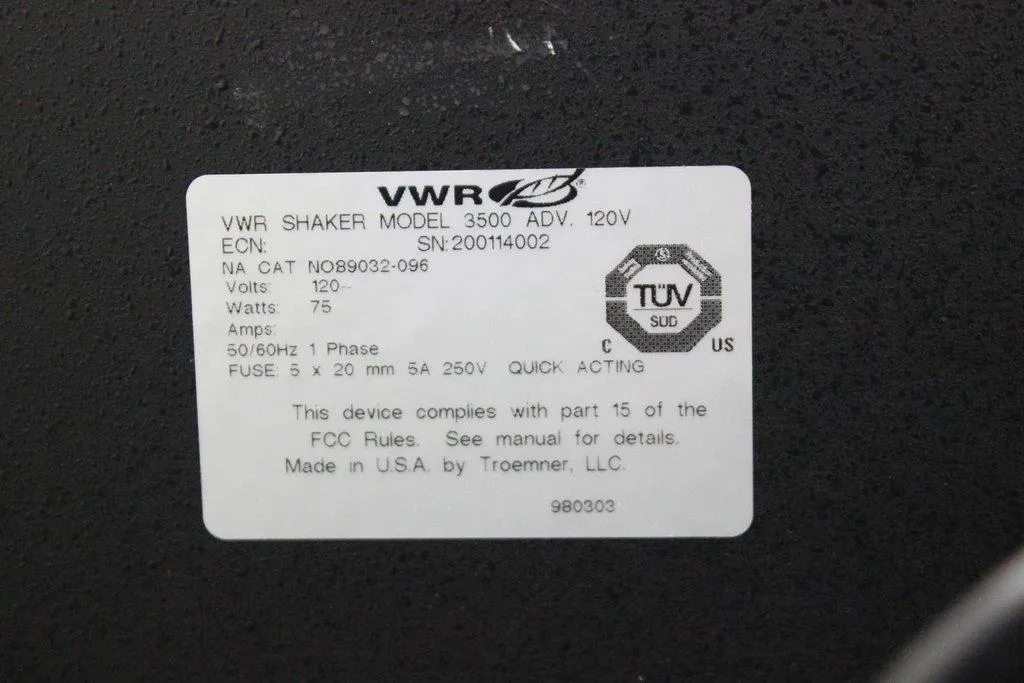 VWR
VWR SHAKER MODEL 3500 ADV. 120V
ECN: SN:200114002
NA CAT NO89032-096
Volts: 120~
Watts: 75
Amps:
50/60Hz 1 Phase
FUSE: 5 x 20 mm 5A 250V QUICK ACTING
TÜV
SÜD
C US
This device complies with part 15 of the
FCC Rules. See manual for details.
Made in U.S.A. by Troemner, LLC.
980303